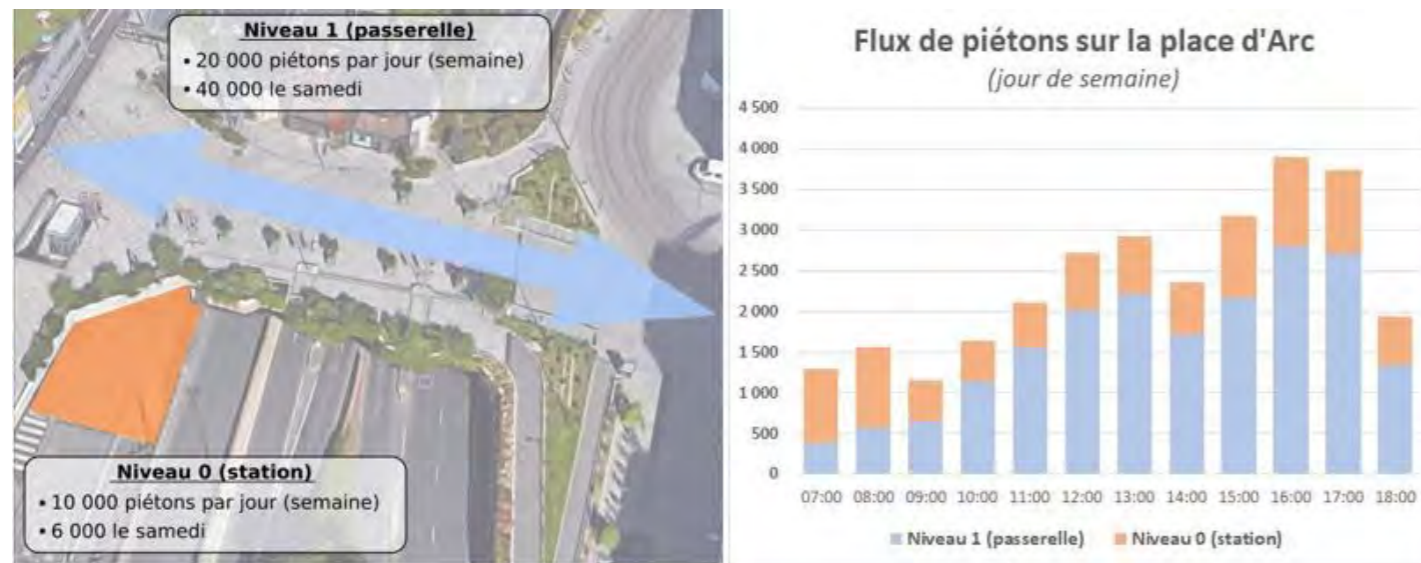 Niveau 1 (passerelle)
• 20 000 piétons par jour (semaine)
• 40 000 le samedi
Niveau 0 (station)
• 10 000 piétons par jour (semaine)
• 6 000 le samedi
Flux de piétons sur la place d'Arc
(jour de semaine)
4 500
4 000
3 500
3 000
2 500
2 000
1 500
1 000
500
0
07:00 08:00 09:00 10:00 11:00 12:00 13:00 14:00 15:00 16:00 17:00 18:00
Niveau 1 (passerelle) Niveau 0 (station)